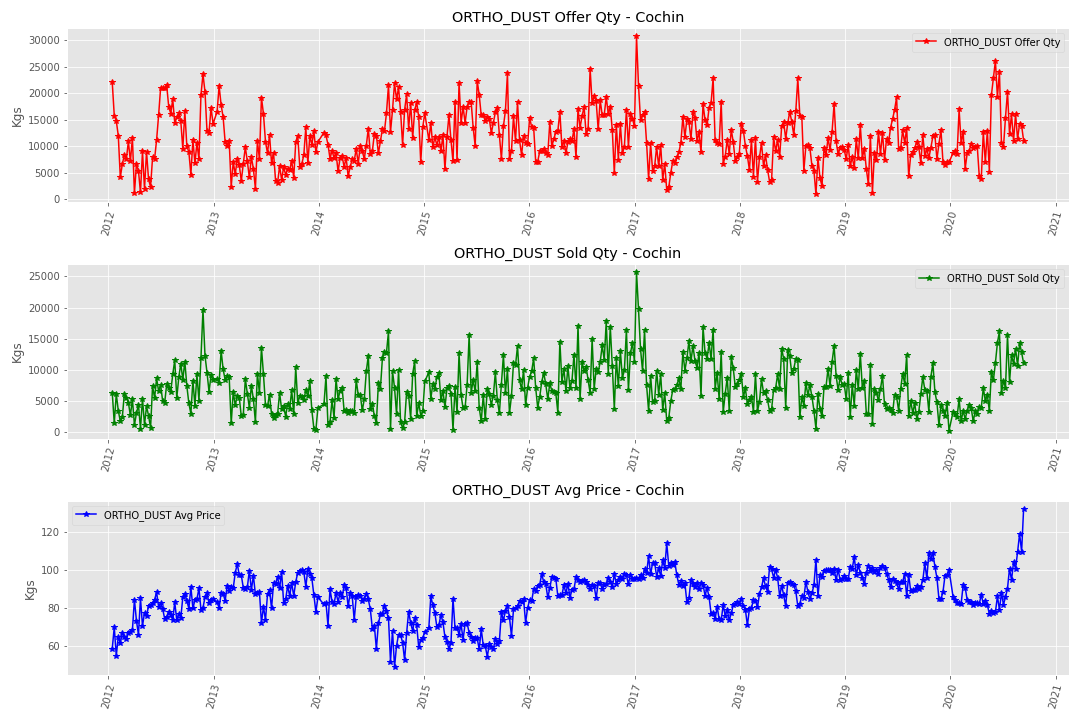 ORTHO_DUST Offer Qty - Cochin
30000
25000
20000
15000
10000
5000
0
Kgs
ORTHO_DUST Offer Qty
2012 2013 2014 2015 2016 2017 2018 2019 2020 2021
ORTHO_DUST Sold Qty - Cochin
25000
20000
15000
10000
5000
0
Kgs
ORTHO_DUST Sold Qty
2012 2013 2014 2015 2016 2017 2018 2019 2020 2021
ORTHO_DUST Avg Price - Cochin
ORTHO_DUST Avg Price
120
100
80
60
Kgs
2012 2013 2014 2015 2016 2017 2018 2019 2020 2021